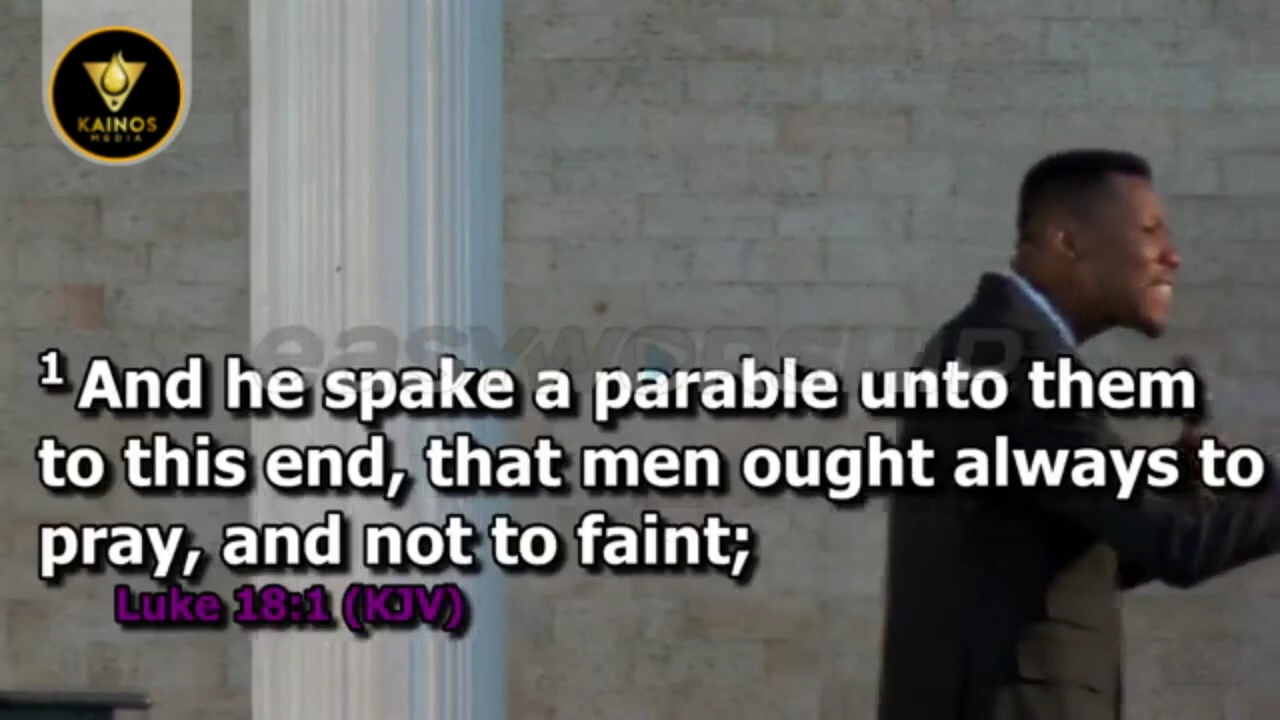 KAINOS
MEDIA
easyworship
1 And he spake a parable unto them
to this end, that men ought always to
pray, and not to faint;
Luke 18:1 (KJV)